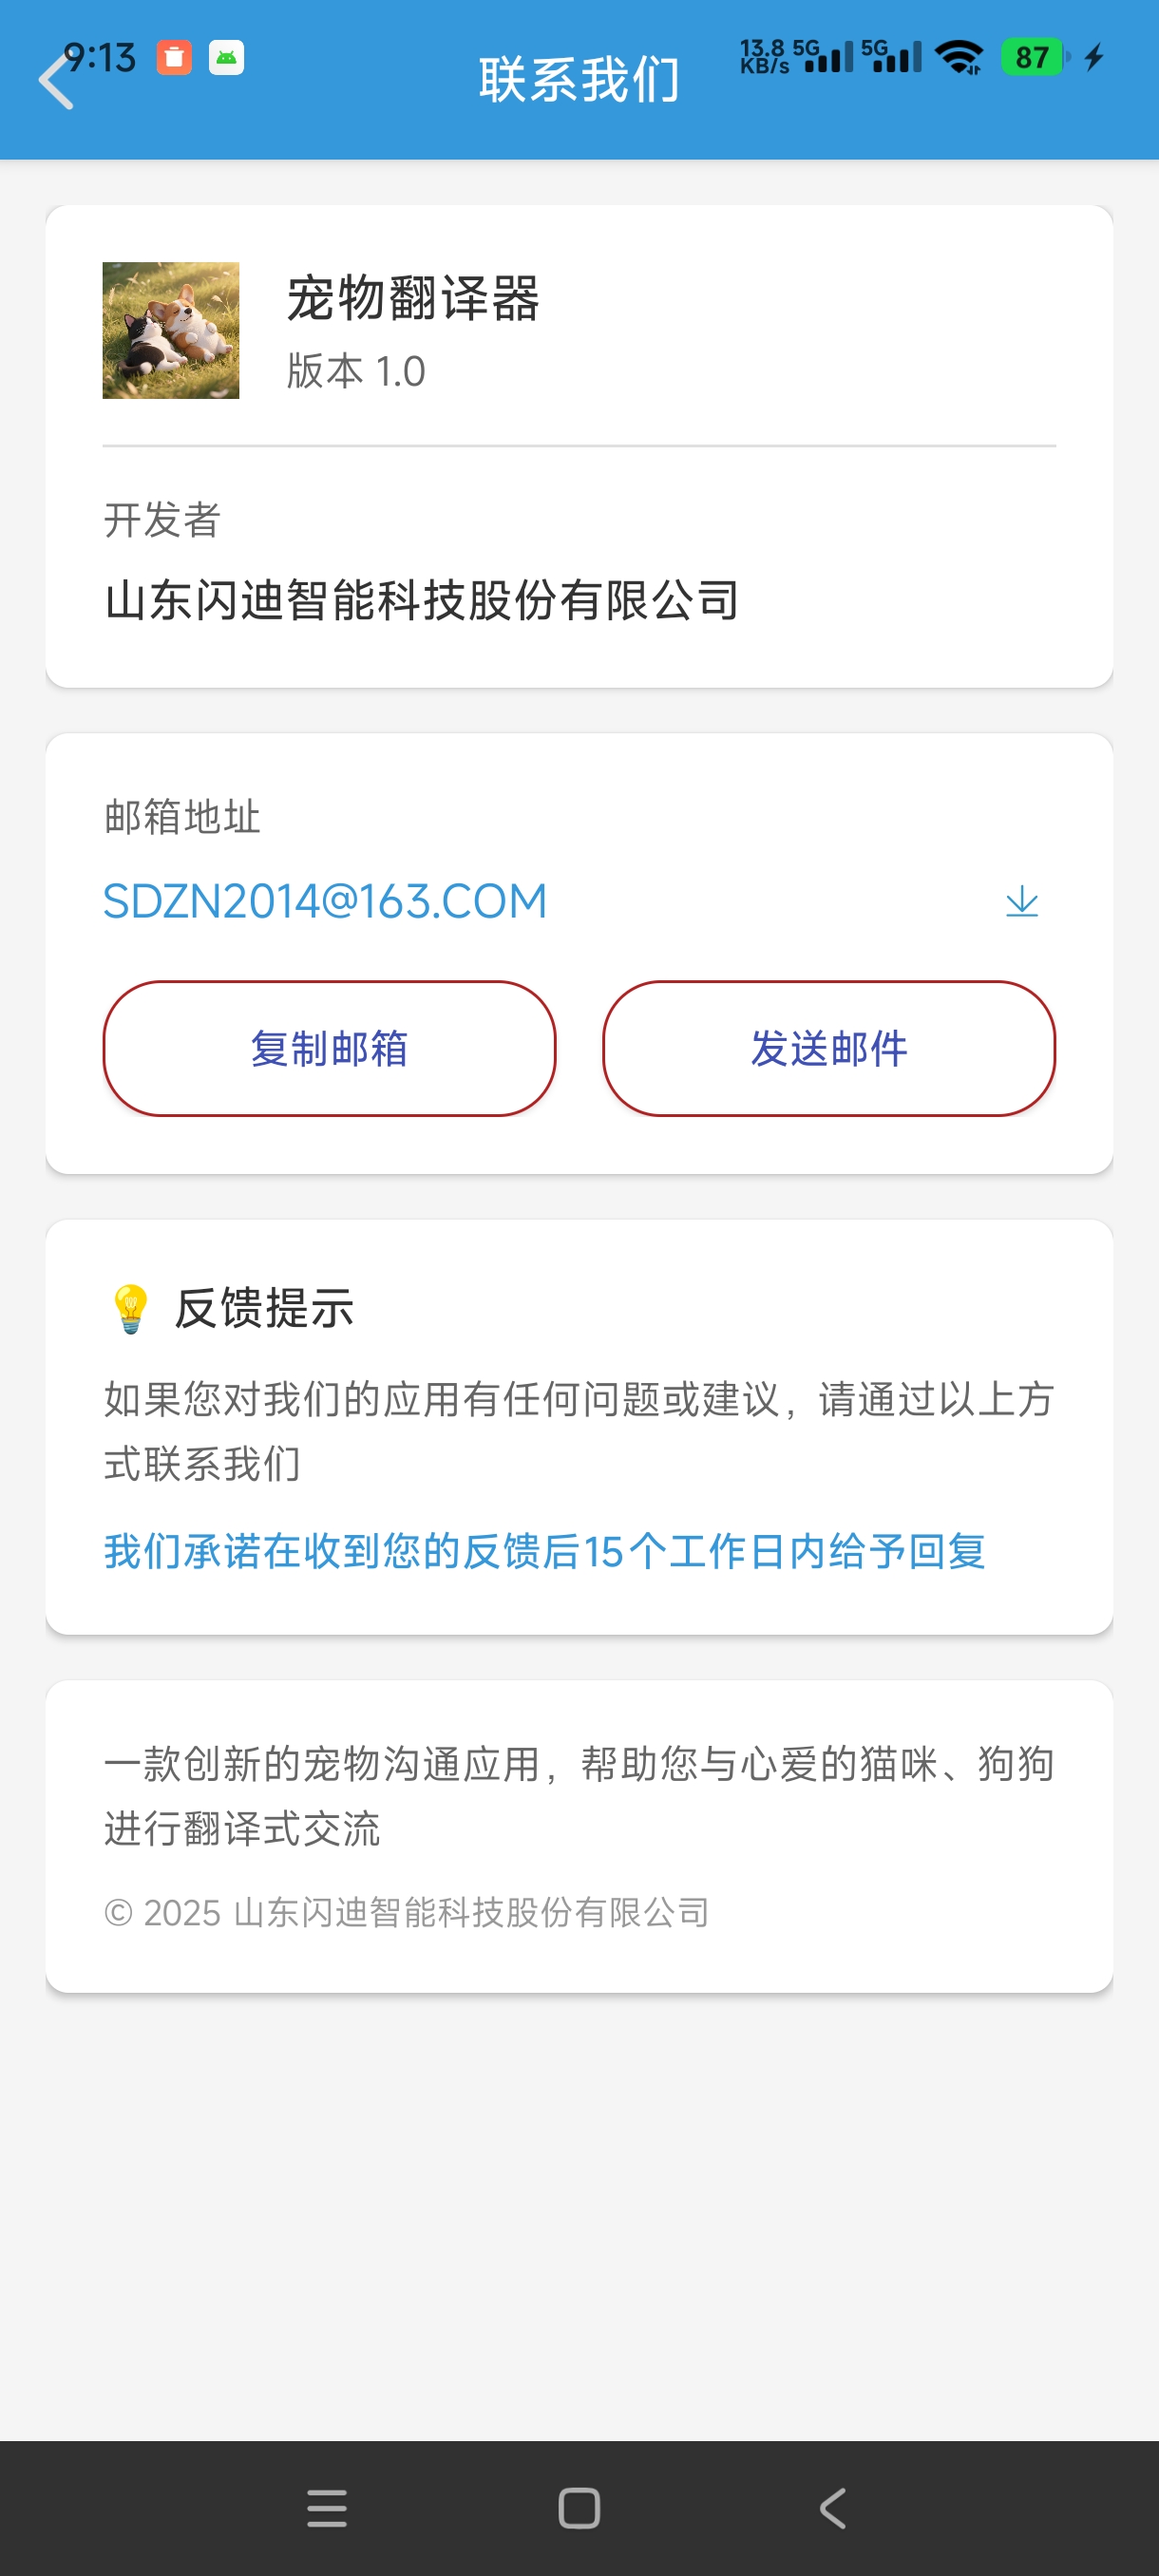 9:13
13.8 KB/s 5G 5G 87
联系我们
宠物翻译器
版本 1.0
开发者
山东闪迪智能科技股份有限公司
邮箱地址
SDZN2014@163.COM
复制邮箱 发送邮件
💡 反馈提示
如果您对我们的应用有任何问题或建议，请通过以上方
式联系我们
我们承诺在收到您的反馈后15个工作日内给予回复
一款创新的宠物沟通应用，帮助您与心爱的猫咪、狗狗
进行翻译式交流
© 2025 山东闪迪智能科技股份有限公司